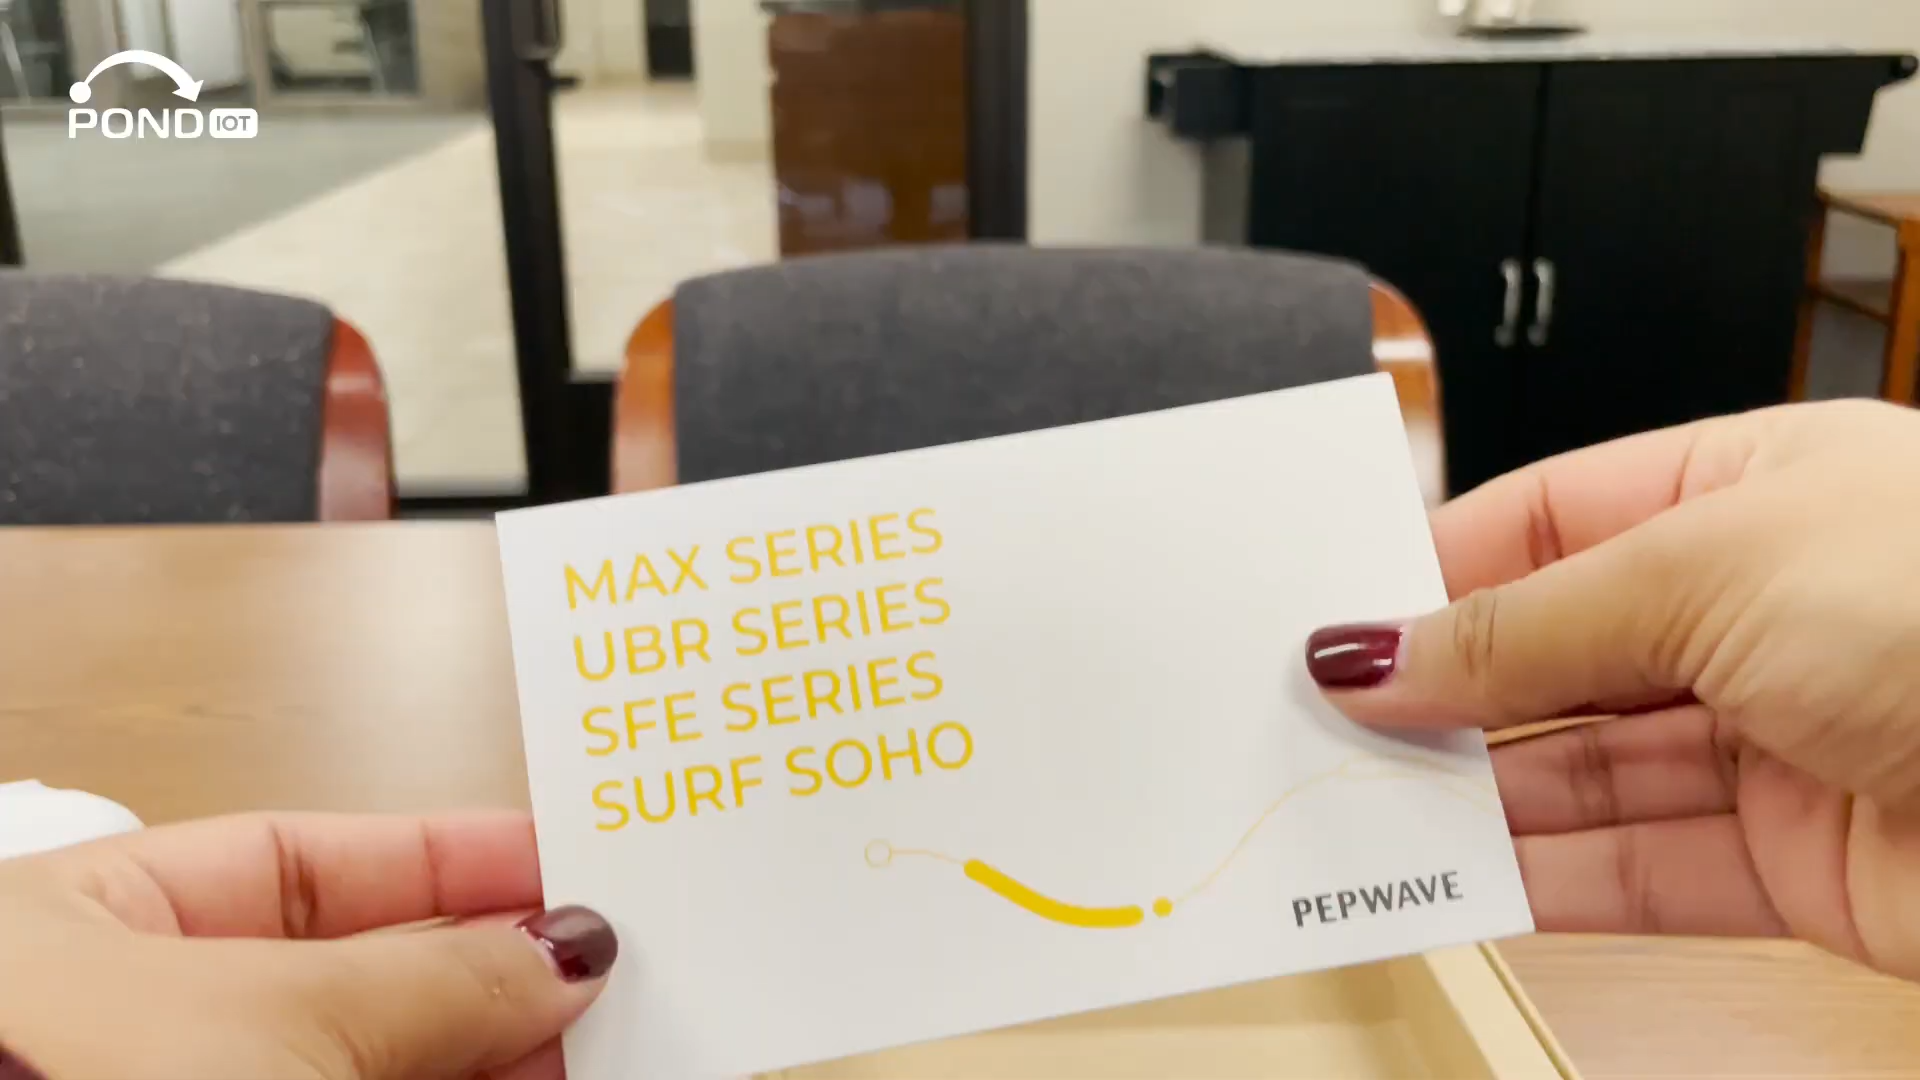 POND IOT
MAX SERIES
UBR SERIES
SFE SERIES
SURF SOHO
PEPWAVE